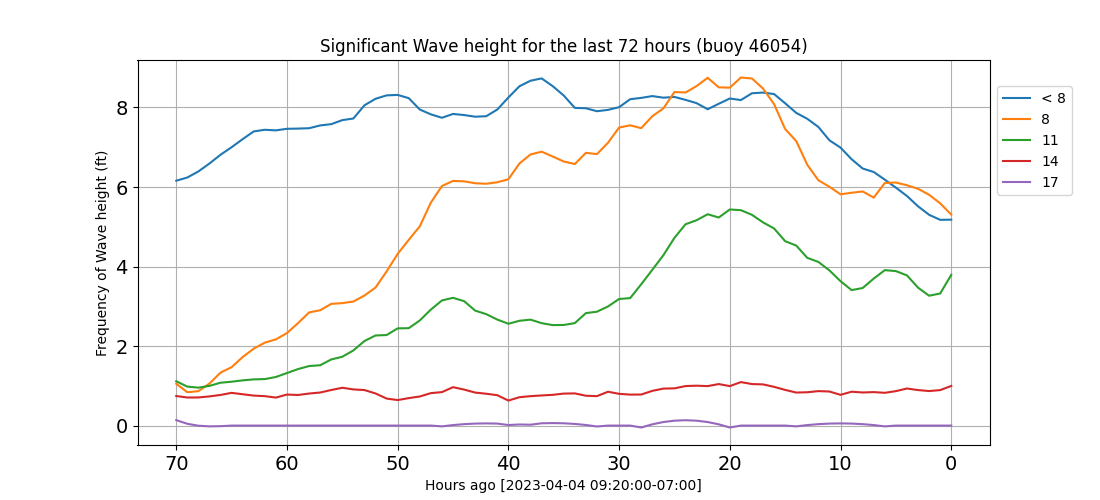 Significant Wave height for the last 72 hours (buoy 46054)
Frequency of Wave height (ft)
8
6
4
2
0
70 60 50 40 30 20 10 0
Hours ago [2023-04-04 09:20:00-07:00]
< 8
8
11
14
17